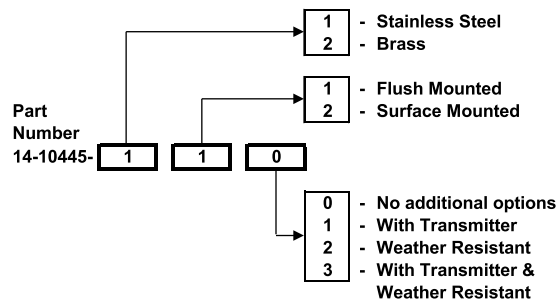 1 - Stainless Steel
2 - Brass
1 - Flush Mounted
2 - Surface Mounted
Part
Number
14-10445- 1 1 0
0 - No additional options
1 - With Transmitter
2 - Weather Resistant
3 - With Transmitter &
Weather Resistant